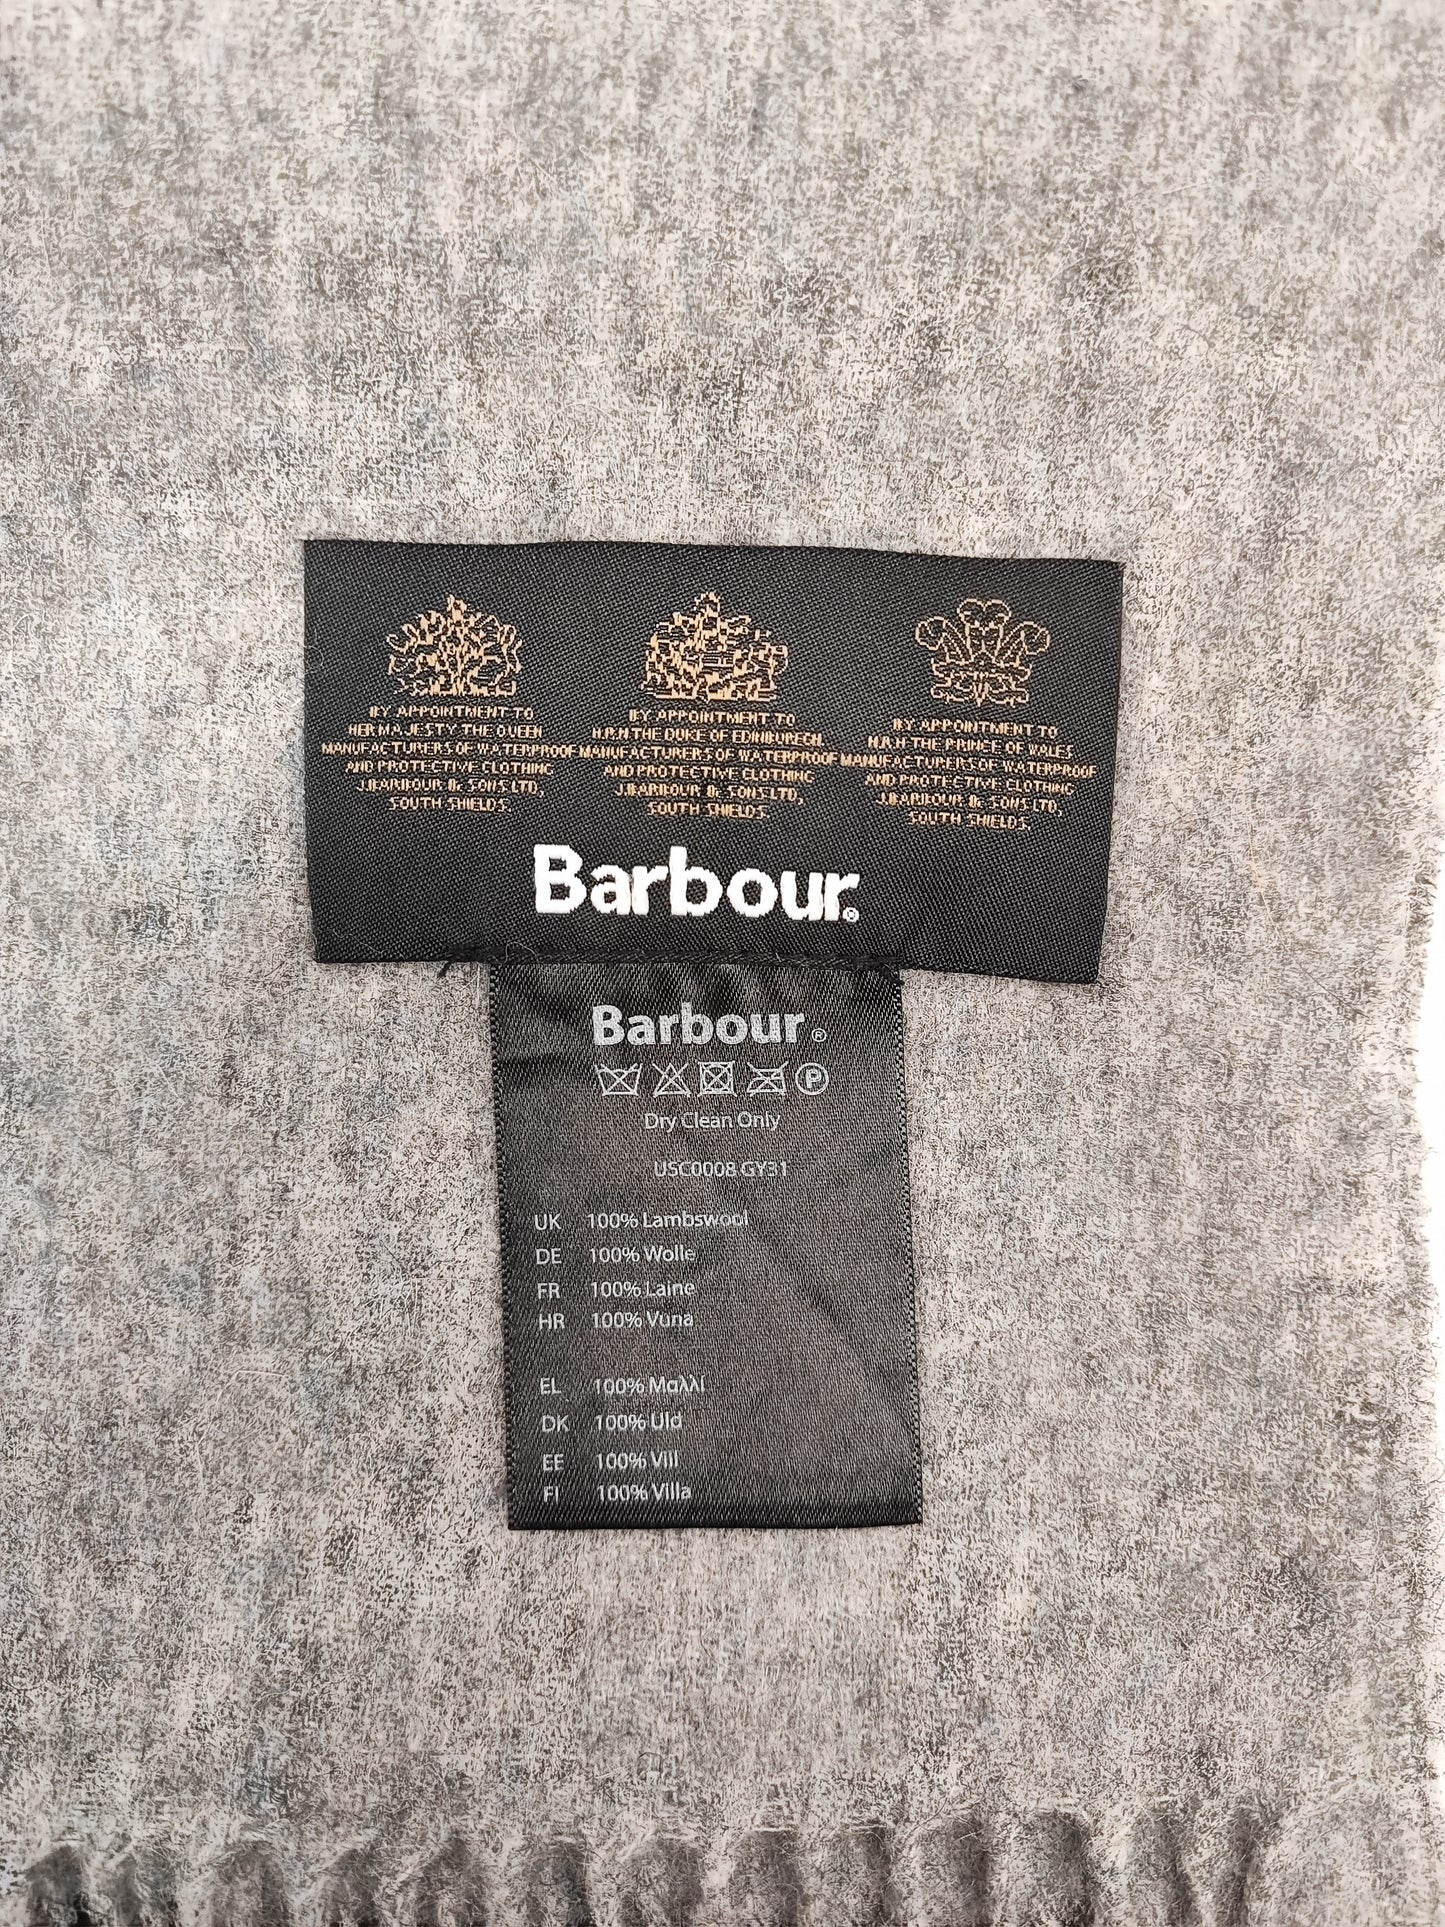 BY APPOINTMENT TO
HER MAJESTY THE QUEEN
MANUFACTURERS OF WATERPROOF
AND PROTECTIVE CLOTHING
J.BARBOUR & SONS LTD,
SOUTH SHIELDS.
BY APPOINTMENT TO
H.R.H THE DUKE OF EDINBURGH.
MANUFACTURERS OF WATERPROOF
AND PROTECTIVE CLOTHING
J.BARBOUR & SONS LTD,
SOUTH SHIELDS.
BY APPOINTMENT TO
H.R.H THE PRINCE OF WALES
MANUFACTURERS OF WATERPROOF
AND PROTECTIVE CLOTHING
J.BARBOUR & SONS LTD,
SOUTH SHIELDS.
Barbour®
Barbour®
P
Dry Clean Only
USC0008 GY31
UK 100% Lambswool
DE 100% Wolle
FR 100% Laine
HR 100% Vuna
EL 100% Μαλλί
DK 100% Uld
EE 100% Vill
FI 100% Villa